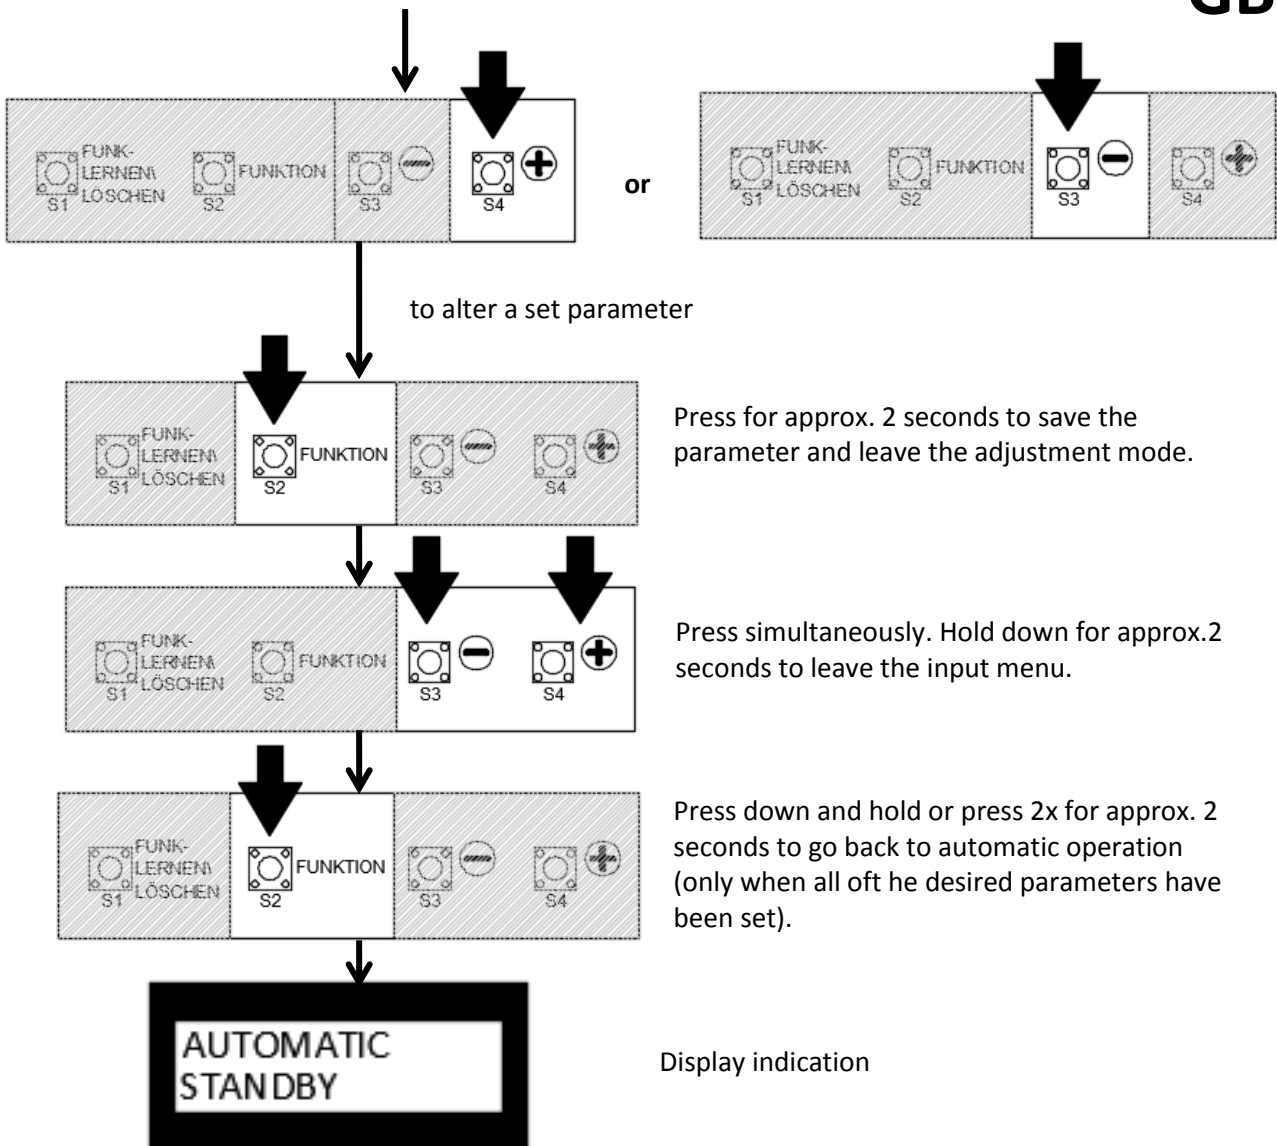 GB
FUNK-
LERNEN\
LÖSCHEN
S1
FUNKTION
S2
S3
S4
or
FUNK-
LERNEN\
LÖSCHEN
S1
FUNKTION
S2
S3
S4
to alter a set parameter
FUNK-
LERNEN\
LÖSCHEN
S1
FUNKTION
S2
S3
S4
Press for approx. 2 seconds to save the
parameter and leave the adjustment mode.
FUNK-
LERNEN\
LÖSCHEN
S1
FUNKTION
S2
S3
S4
Press simultaneously. Hold down for approx.2
seconds to leave the input menu.
FUNK-
LERNEN\
LÖSCHEN
S1
FUNKTION
S2
S3
S4
Press down and hold or press 2x for approx. 2
seconds to go back to automatic operation
(only when all oft he desired parameters have
been set).
AUTOMATIC
STANDBY
Display indication